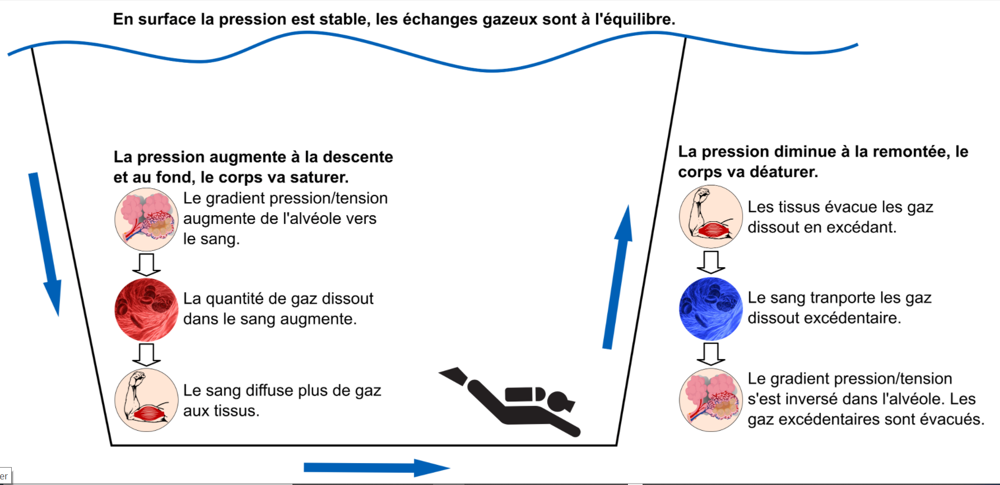 En surface la pression est stable, les échanges gazeux sont à l'équilibre.
La pression augmente à la descente
et au fond, le corps va saturer.
Le gradient pression/tension
augmente de l'alvéole vers
le sang.
La quantité de gaz dissout
dans le sang augmente.
Le sang diffuse plus de gaz
aux tissus.
La pression diminue à la remontée, le
corps va déaturer.
Les tissus évacue les gaz
dissout en excédant.
Le sang tranporte les gaz
dissout excédentaire.
Le gradient pression/tension
s'est inversé dans l'alvéole. Les
gaz excédentaires sont évacués.
er